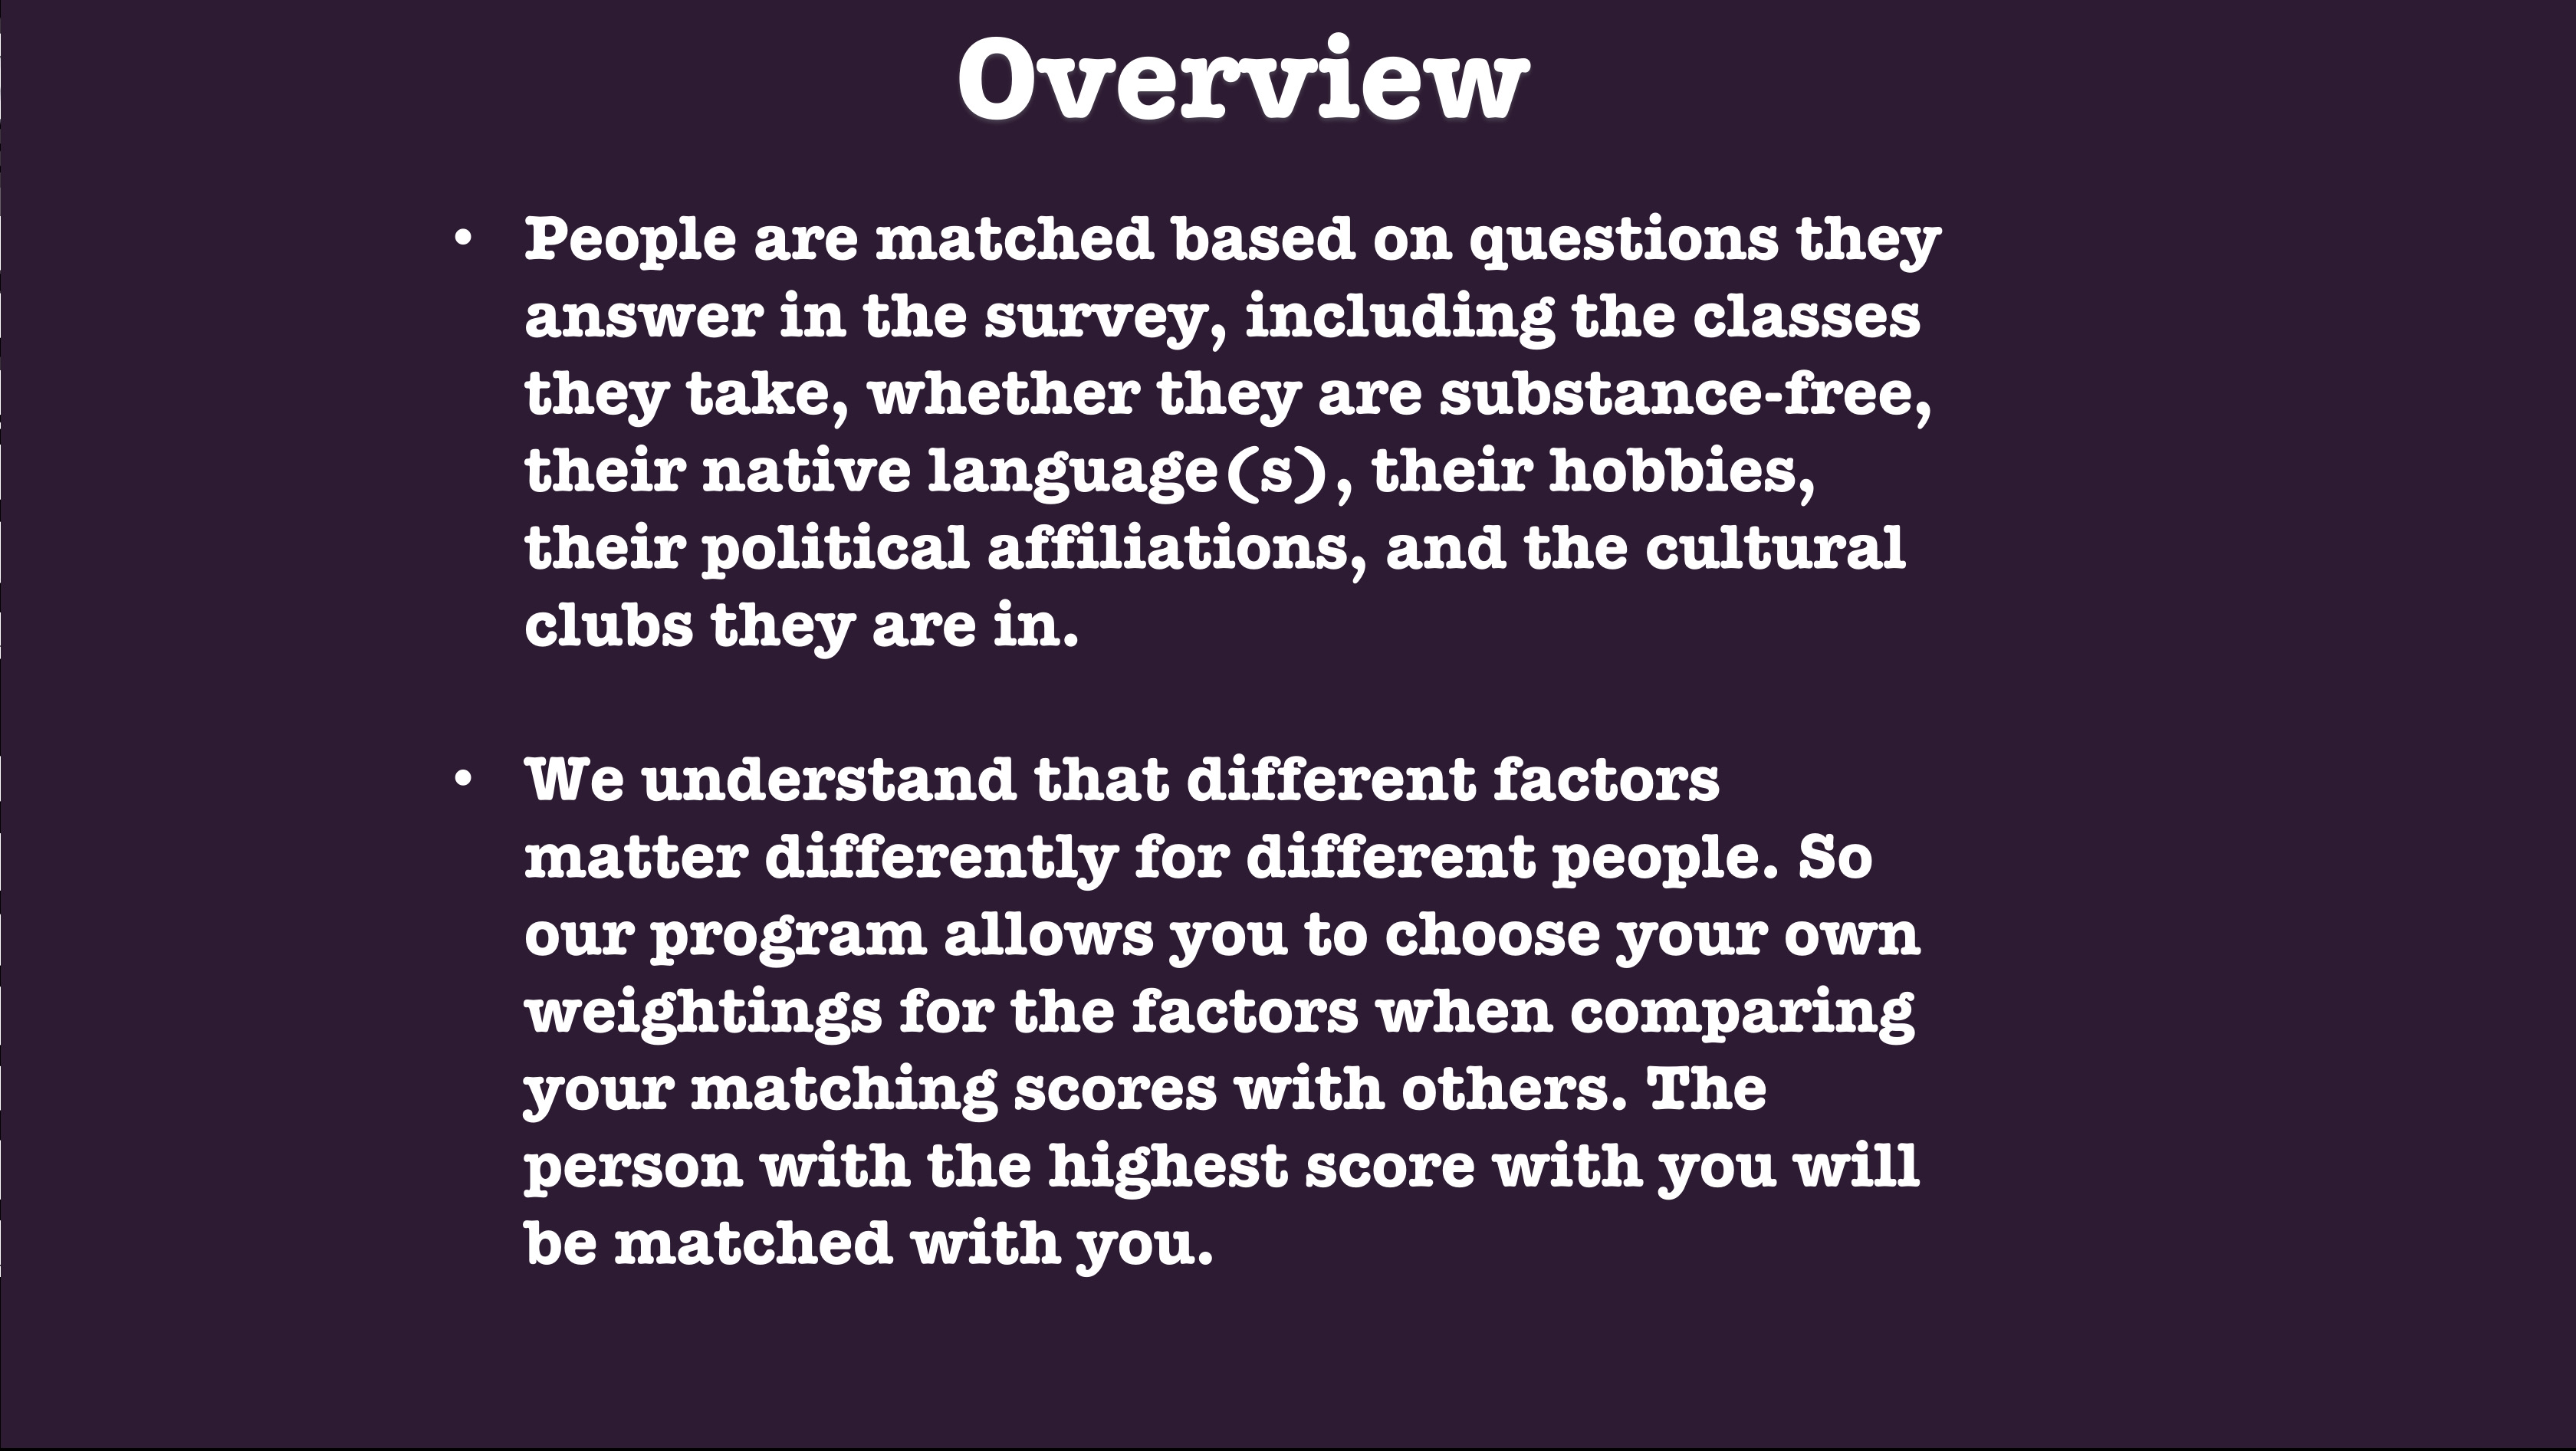 Overview
• People are matched based on questions they
answer in the survey, including the classes
they take, whether they are substance-free,
their native language(s), their hobbies,
their political affiliations, and the cultural
clubs they are in.
• We understand that different factors
matter differently for different people. So
our program allows you to choose your own
weightings for the factors when comparing
your matching scores with others. The
person with the highest score with you will
be matched with you.